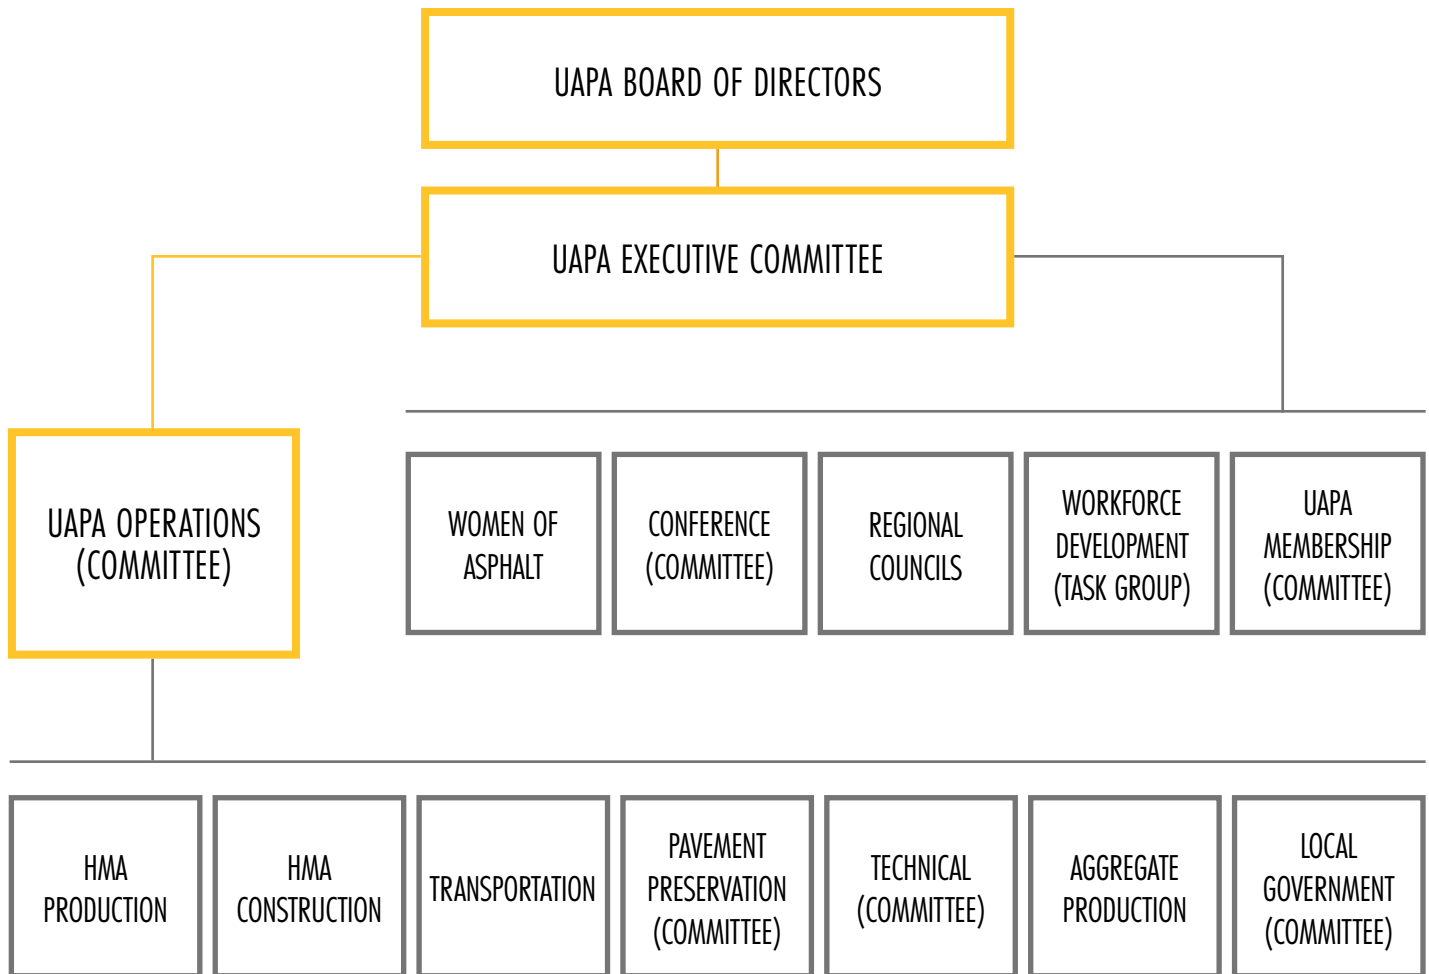 UAPA BOARD OF DIRECTORS
UAPA EXECUTIVE COMMITTEE
UAPA OPERATIONS
(COMMITTEE)
WOMEN OF
ASPHALT
CONFERENCE
(COMMITTEE)
REGIONAL
COUNCILS
WORKFORCE
DEVELOPMENT
(TASK GROUP)
UAPA
MEMBERSHIP
(COMMITTEE)
HMA
PRODUCTION
HMA
CONSTRUCTION
TRANSPORTATION
PAVEMENT
PRESERVATION
(COMMITTEE)
TECHNICAL
(COMMITTEE)
AGGREGATE
PRODUCTION
LOCAL
GOVERNMENT
(COMMITTEE)